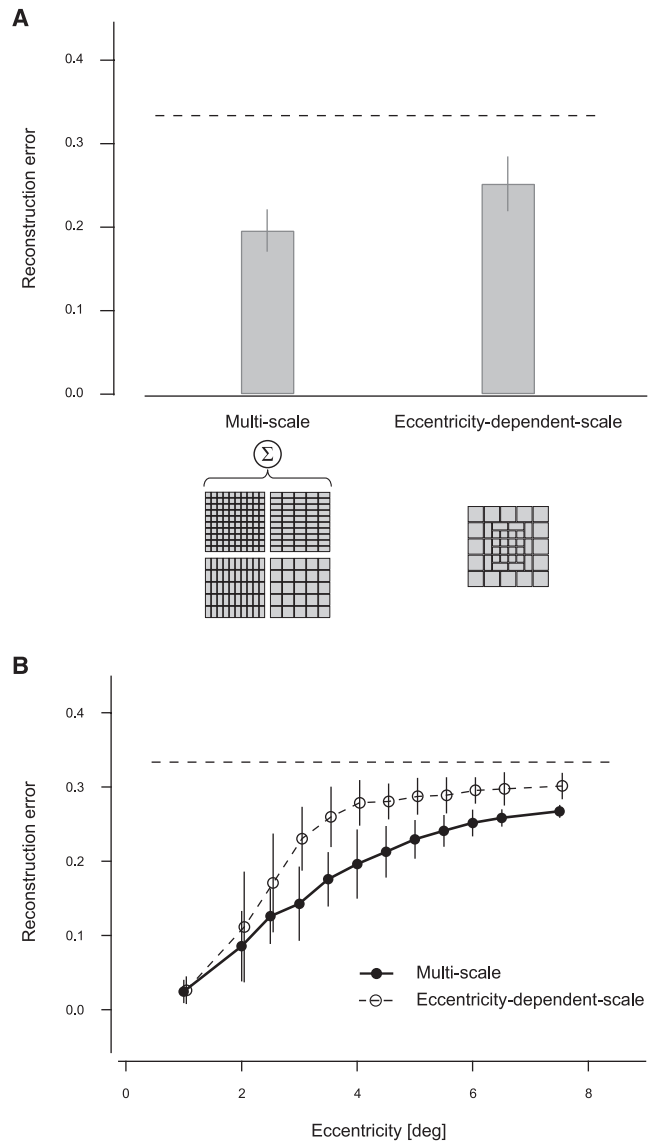 A
0.4
0.3
0.2
0.1
0.0
Reconstruction error
Multi-scale Eccentricity-dependent-scale
Σ
B
0.4
0.3
0.2
0.1
0.0
Reconstruction error
Multi-scale
Eccentricity-dependent-scale
0 2 4 6 8
Eccentricity [deg]